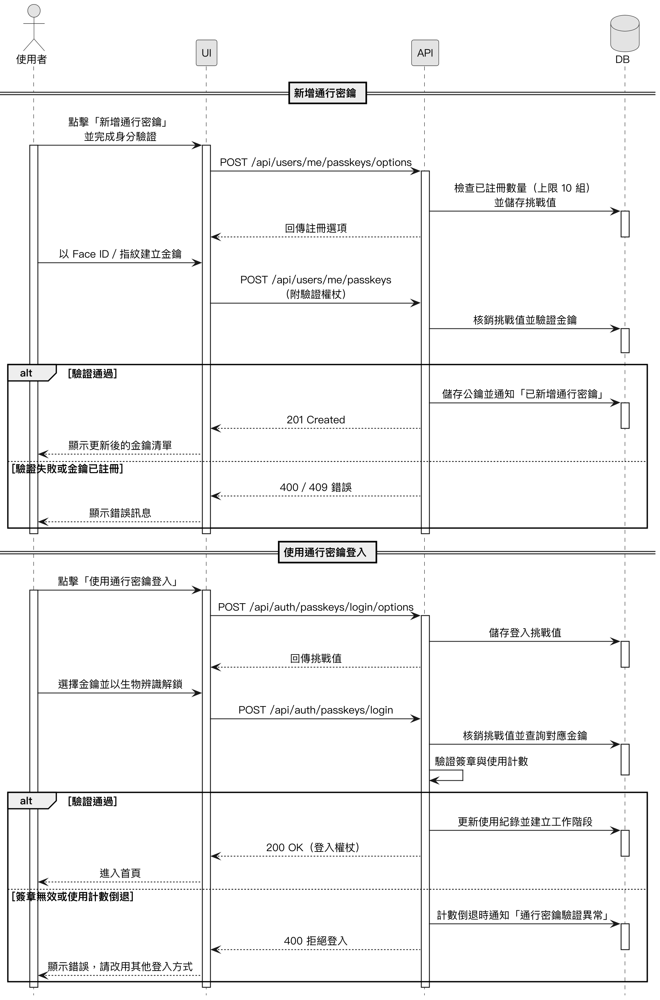 使用者
UI
API
DB
新增通行密鑰
點擊「新增通行密鑰」
並完成身分驗證
POST /api/users/me/passkeys/options
檢查已註冊數量（上限 10 組）
並儲存挑戰值
回傳註冊選項
以 Face ID / 指紋建立金鑰
POST /api/users/me/passkeys
（附驗證權杖）
核銷挑戰值並驗證金鑰
alt
[驗證通過]
儲存公鑰並通知「已新增通行密鑰」
201 Created
顯示更新後的金鑰清單
[驗證失敗或金鑰已註冊]
400 / 409 錯誤
顯示錯誤訊息
使用通行密鑰登入
點擊「使用通行密鑰登入」
POST /api/auth/passkeys/login/options
儲存登入挑戰值
回傳挑戰值
選擇金鑰並以生物辨識解鎖
POST /api/auth/passkeys/login
核銷挑戰值並查詢對應金鑰
驗證簽章與使用計數
alt
[驗證通過]
更新使用紀錄並建立工作階段
200 OK（登入權杖）
進入首頁
[簽章無效或使用計數倒退]
計數倒退時通知「通行密鑰驗證異常」
400 拒絕登入
顯示錯誤，請改用其他登入方式